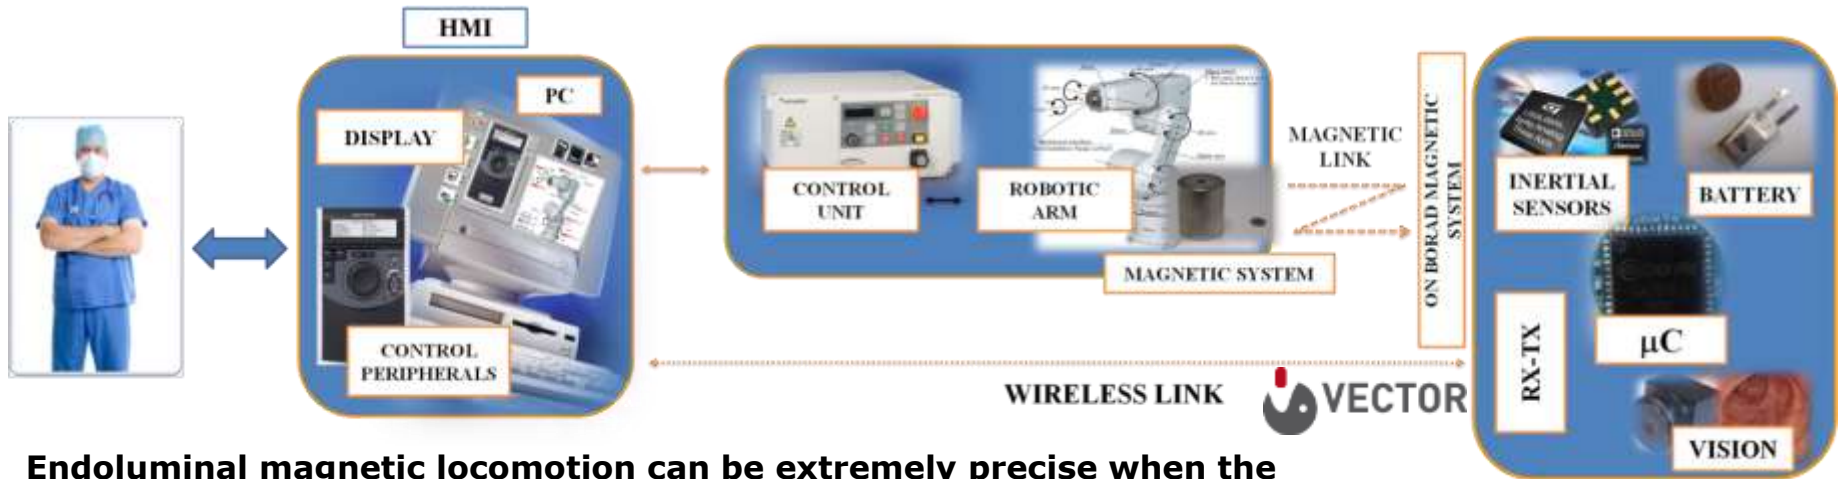 HMI
PC
DISPLAY
CONTROL
PERIPHERALS
CONTROL
UNIT
ROBOTIC
ARM
MAGNETIC SYSTEM
MAGNETIC
LINK
ON BORAD MAGNETIC
SYSTEM
INERTIAL
SENSORS
BATTERY
µC
RX-TX
VISION
WIRELESS LINK
VECTOR
Endoluminal magnetic locomotion can be extremely precise when the